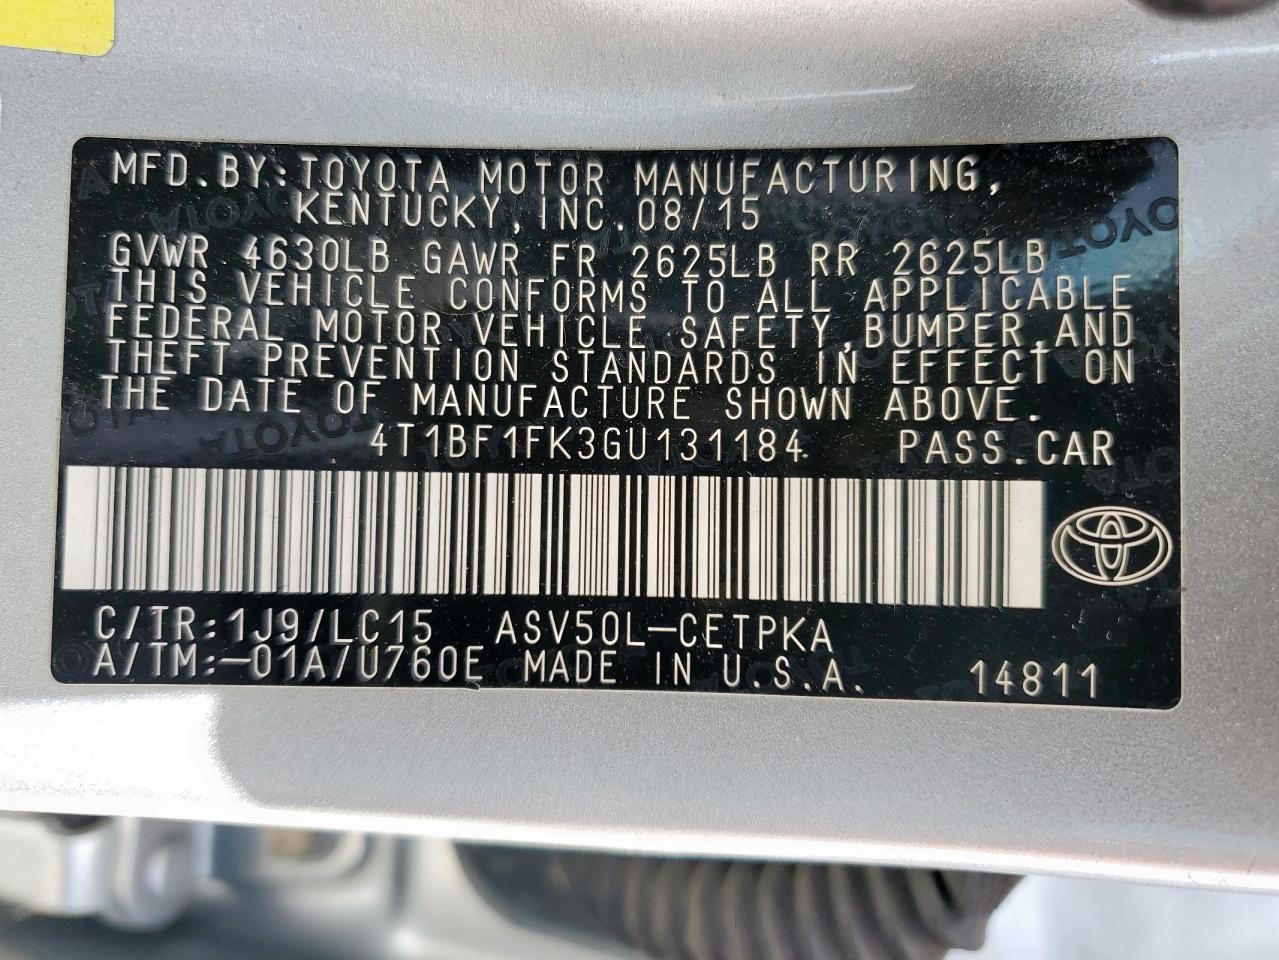 MFD.BY:TOYOTA MOTOR MANUFACTURING,
KENTUCKY,INC.08/15
GVWR 4630LB GAWR FR 2625LB RR 2625LB
THIS VEHICLE CONFORMS TO ALL APPLICABLE
FEDERAL MOTOR VEHICLE SAFETY,BUMPER,AND
THEFT PREVENTION STANDARDS IN EFFECT ON
THE DATE OF MANUFACTURE SHOWN ABOVE.
4T1BF1FK3GU131184 PASS.CAR
C/TR:1J9/LC15 ASV50L-CETPKA
A/TM:-01A/U760E MADE IN U.S.A. 14811